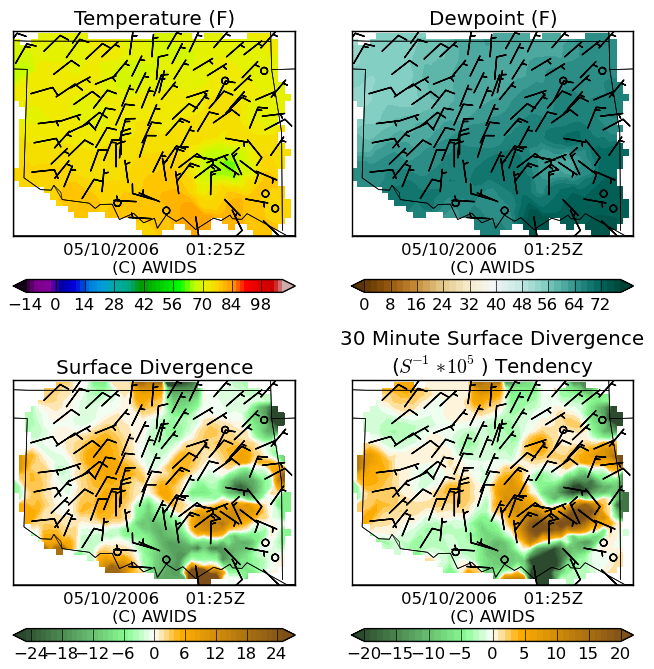 Temperature (F)
Dewpoint (F)
05/10/2006 01:25Z
(C) AWIDS
05/10/2006 01:25Z
(C) AWIDS
−14 0 14 28 42 56 70 84 98
0 8 16 24 32 40 48 56 64 72
Surface Divergence
30 Minute Surface Divergence
(S⁻¹ *10⁵ ) Tendency
05/10/2006 01:25Z
(C) AWIDS
05/10/2006 01:25Z
(C) AWIDS
−24 −18 −12 −6 0 6 12 18 24
−20 −15 −10 −5 0 5 10 15 20